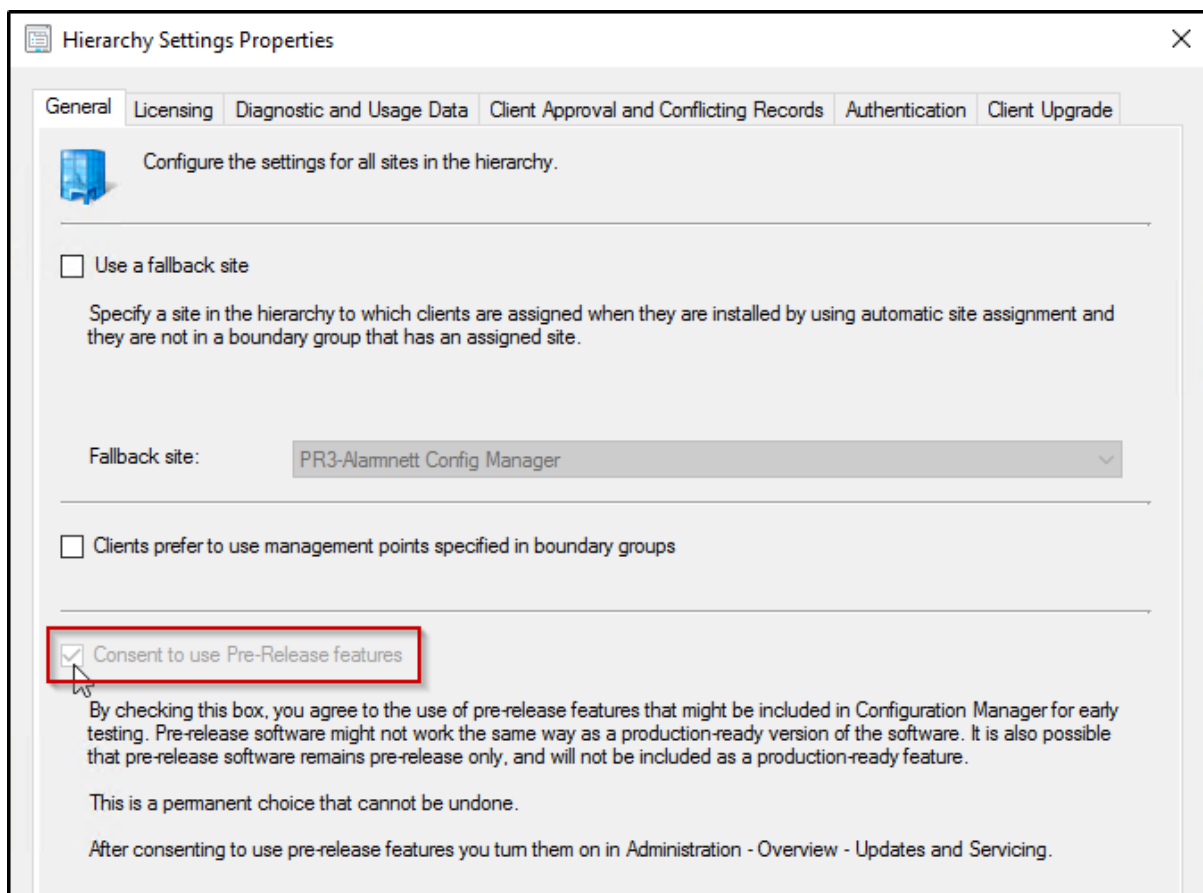 Hierarchy Settings Properties
General Licensing Diagnostic and Usage Data Client Approval and Conflicting Records Authentication Client Upgrade
Configure the settings for all sites in the hierarchy.
Use a fallback site
Specify a site in the hierarchy to which clients are assigned when they are installed by using automatic site assignment and
they are not in a boundary group that has an assigned site.
Fallback site: PR3-Alamnett Config Manager
Clients prefer to use management points specified in boundary groups
Consent to use Pre-Release features
By checking this box, you agree to the use of pre-release features that might be included in Configuration Manager for early
testing. Pre-release software might not work the same way as a production-ready version of the software. It is also possible
that pre-release software remains pre-release only, and will not be included as a production-ready feature.
This is a permanent choice that cannot be undone.
After consenting to use pre-release features you turn them on in Administration - Overview - Updates and Servicing.